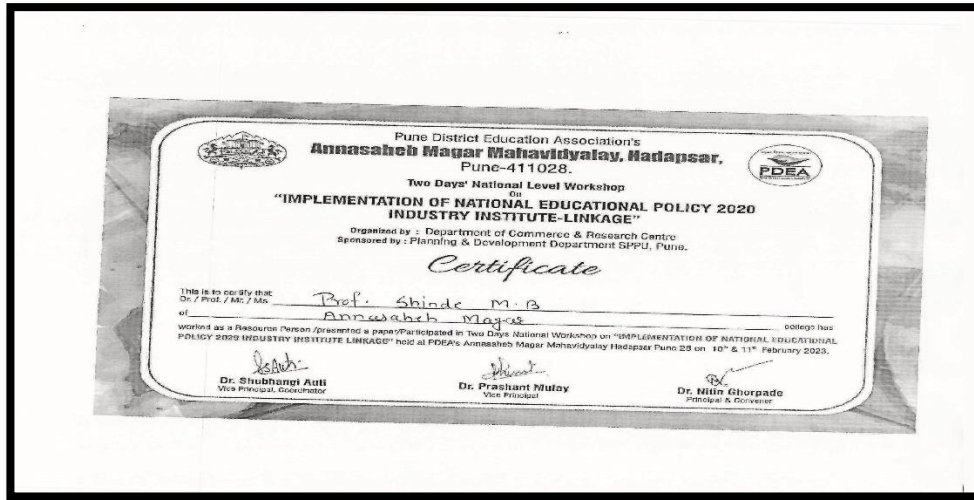 Pune District Education Association's
Annasaheb Magar Mahavidyalay, Hadapsar,
Pune-411028.
PDEA
Two Days' National Level Workshop
On
"IMPLEMENTATION OF NATIONAL EDUCATIONAL POLICY 2020
INDUSTRY INSTITUTE-LINKAGE"
Organized by : Department of Commerce & Research Centre
Sponsored by : Planning & Development Department SPPU, Pune.
Certificate
This is to certify that
Dr. / Prof. / Mr. / Ms. Prof. Shinde M.B
of Annasaheb Magar college has
worked as a Resource Person /presented a paper/Participated in Two Days National Workshop on "IMPLEMENTATION OF NATIONAL EDUCATIONAL
POLICY 2020 INDUSTRY INSTITUTE LINKAGE" held at PDEA's Annasaheb Magar Mahavidyalay Hadapsar Pune 28 on 10th & 11th February 2023.
Dr. Shubhangi Auti
Vice Principal, Coordinator
Dr. Prashant Mulay
Vice Principal
Dr. Nitin Ghorpade
Principal & Convener